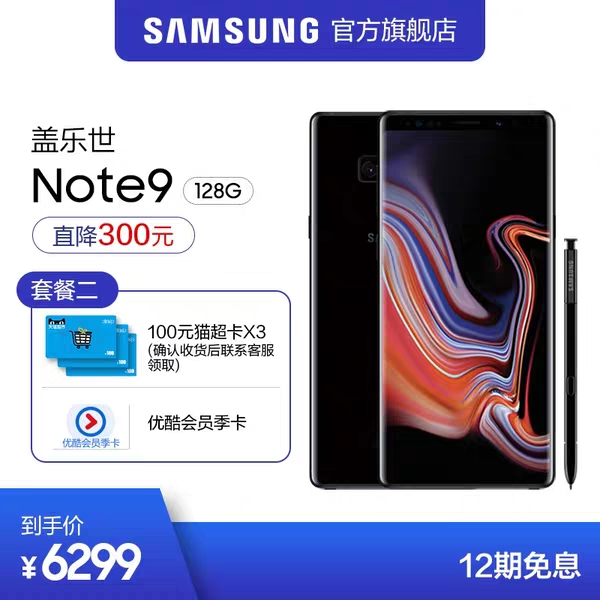 SAMSUNG 官方旗舰店
盖乐世
Note9 128G
直降300元
套餐二
100元猫超卡X3
(确认收货后联系客服
领取)
100
优酷会员季卡
优酷会员季卡
SAMSUNG
到手价
¥6299
12期免息